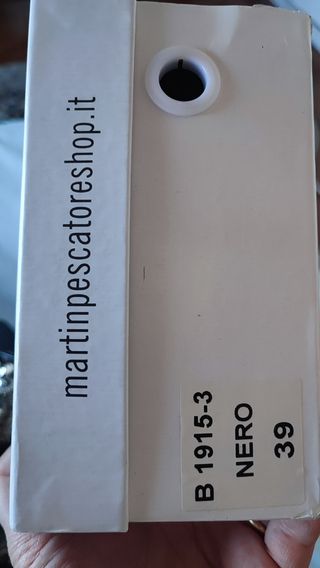 martinpescatoreshop.it
B 1915-3
NERO
39